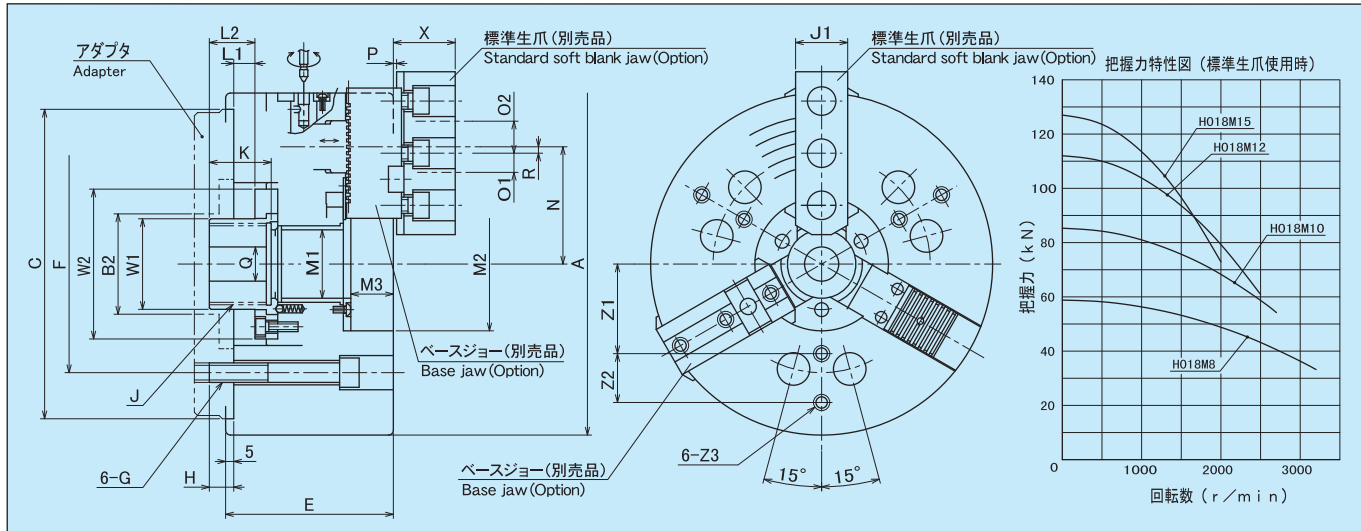 アダプタ
Adapter
L2
L1
P
X
標準生爪(別売品)
Standard soft blank jaw(Option)
K
O2
O1
R
N
A
C
F
W2
B2
W1
Q
M1
M2
M3
J
ベースジョー(別売品)
Base jaw(Option)
6-G
H
5
E
J1
標準生爪(別売品)
Standard soft blank jaw(Option)
Z1
Z2
ベースジョー(別売品)
Base jaw(Option)
6-Z3
15°
15°
把握力特性図(標準生爪使用時)
140
120
100
80
60
40
20
0
把握力(kN)
HO18M15
HO18M12
HO18M10
HO18M8
1000
2000
3000
回転数(r/min)